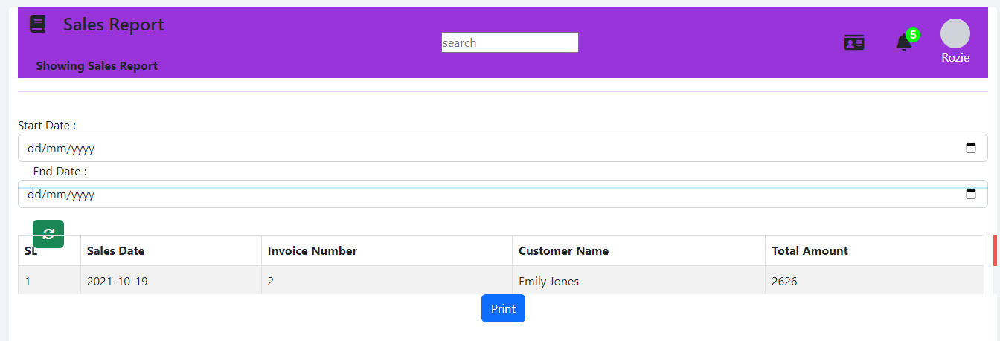 Sales Report
search
5
Rozie
Showing Sales Report
Start Date :
dd/mm/yyyy
End Date :
dd/mm/yyyy
SL Sales Date Invoice Number Customer Name Total Amount
1 2021-10-19 2 Emily Jones 2626
Print